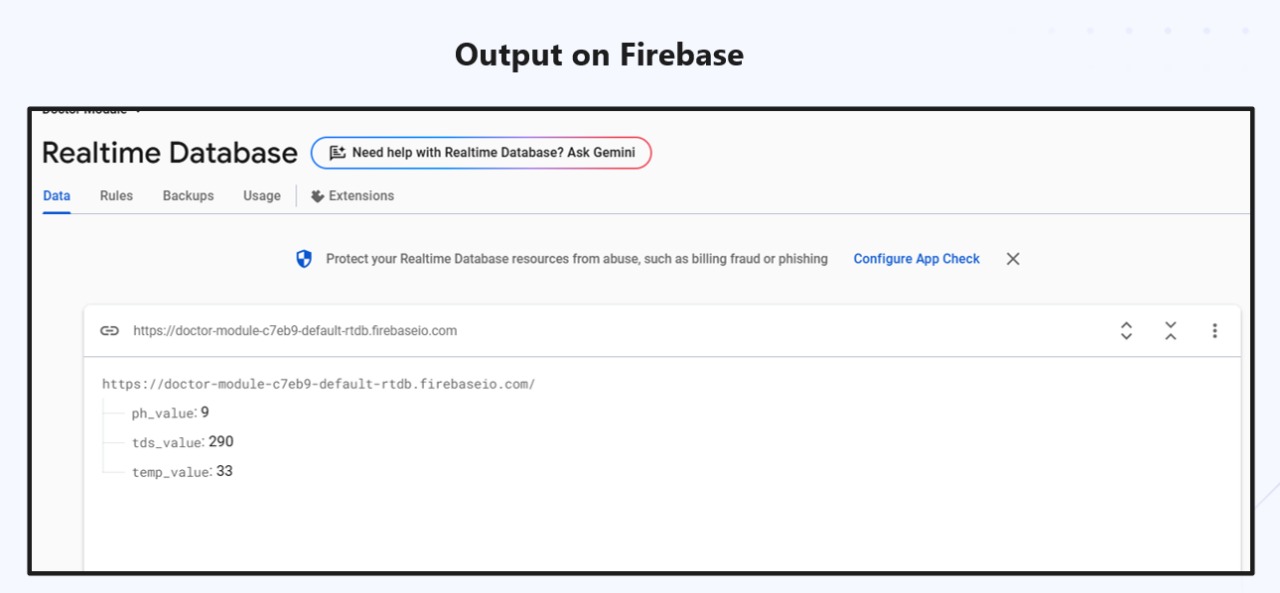 Output on Firebase
Doctor Module
Realtime Database
Need help with Realtime Database? Ask Gemini
Data Rules Backups Usage Extensions
Protect your Realtime Database resources from abuse, such as billing fraud or phishing Configure App Check
https://doctor-module-c7eb9-default-rtdb.firebaseio.com
https://doctor-module-c7eb9-default-rtdb.firebaseio.com/
ph_value: 9
tds_value: 290
temp_value: 33